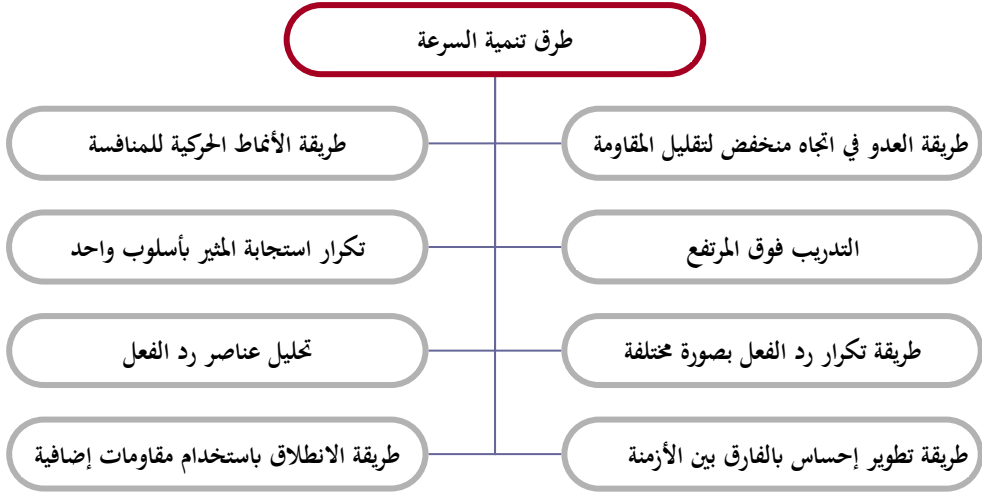 طرق تنمية السرعة
طريقة العدو في اتجاه منخفض لتقليل المقاومة
طريقة الأنماط الحركية للمنافسة
التدريب فوق المرتفع
تكرار استجابة المثير بأسلوب واحد
طريقة تكرار رد الفعل بصورة مختلفة
تحليل عناصر رد الفعل
طريقة تطوير إحساس بالفارق بين الأزمنة
طريقة الانطلاق باستخدام مقاومات إضافية